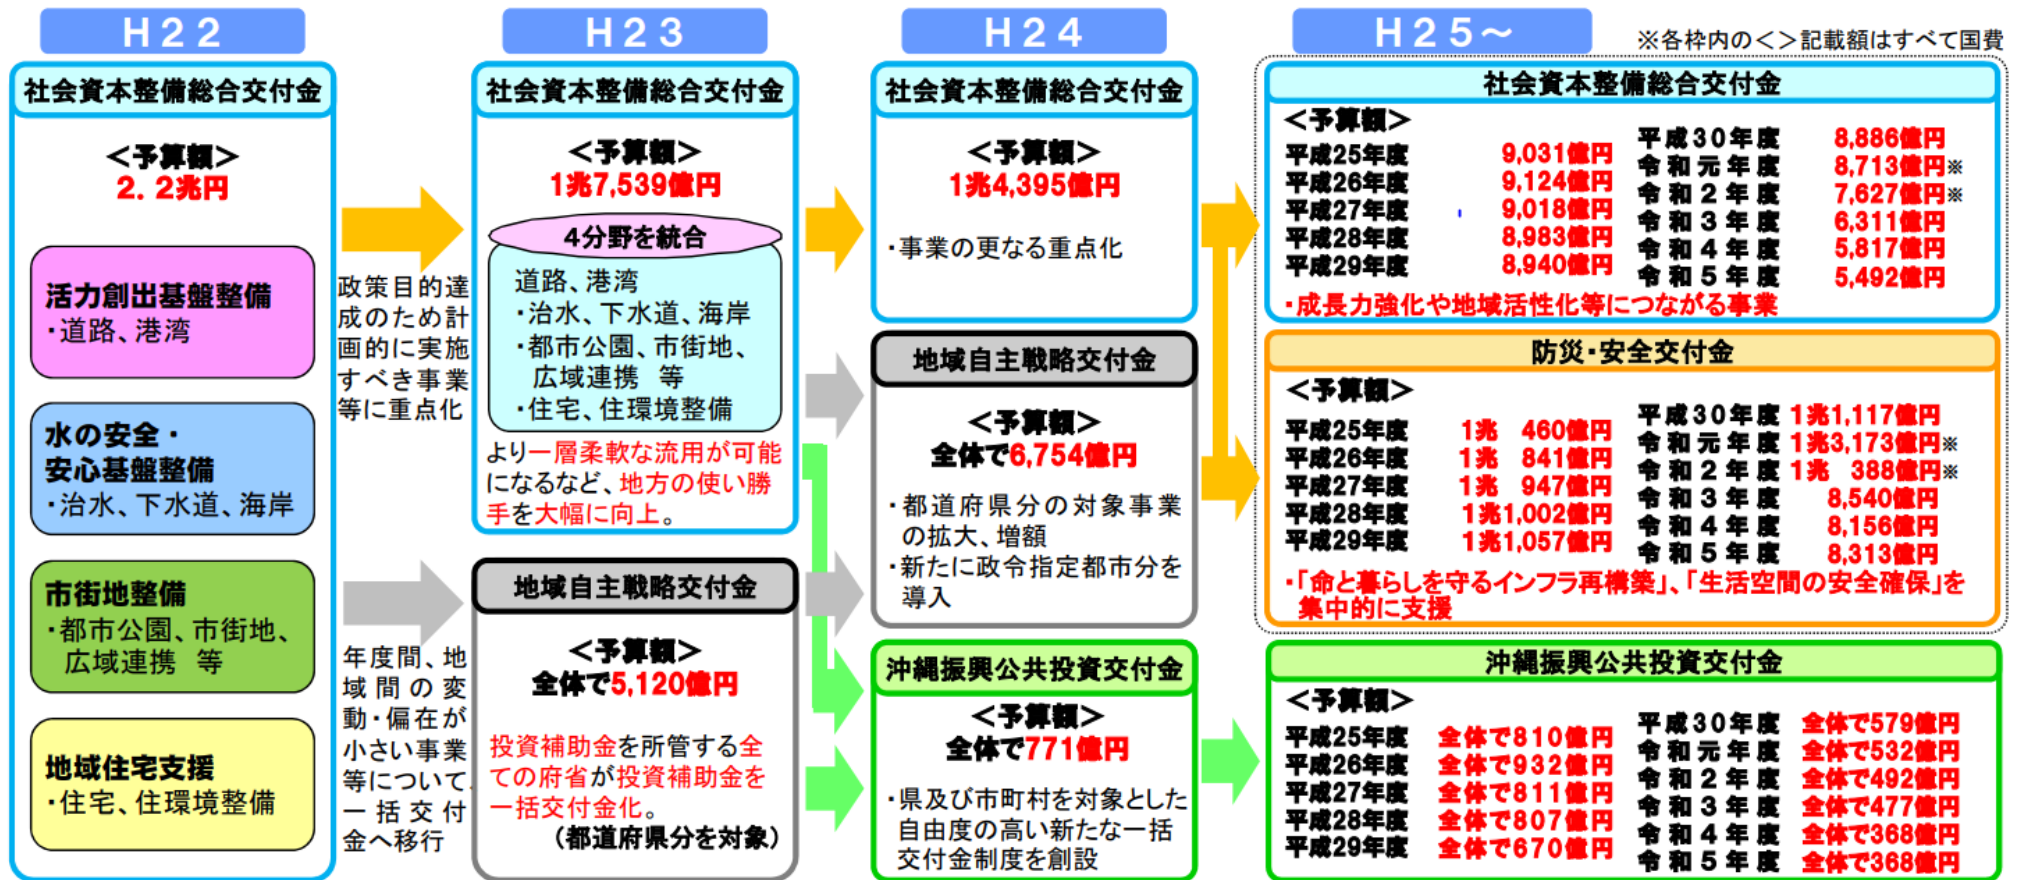 H22
H23
H24
H25～
※各枠内の＜＞記載額はすべて国費
社会資本整備総合交付金
＜予算額＞
2．2兆円
活力創出基盤整備
・道路、港湾
水の安全・
安心基盤整備
・治水、下水道、海岸
市街地整備
・都市公園、市街地、
広域連携　等
地域住宅支援
・住宅、住環境整備
政策目的達
成のため計
画的に実施
すべき事業
等に重点化
年度間、地
域間の変
動・偏在が
小さい事業
等について、
一括交付
金へ移行
社会資本整備総合交付金
＜予算額＞
1兆7,539億円
4分野を統合
道路、港湾
・治水、下水道、海岸
・都市公園、市街地、
広域連携　等
・住宅、住環境整備
より一層柔軟な流用が可能
になるなど、地方の使い勝
手を大幅に向上。
地域自主戦略交付金
＜予算額＞
全体で5,120億円
投資補助金を所管する全
ての府省が投資補助金を
一括交付金化。
（都道府県分を対象）
社会資本整備総合交付金
＜予算額＞
1兆4,395億円
・事業の更なる重点化
地域自主戦略交付金
＜予算額＞
全体で6,754億円
・都道府県分の対象事業
の拡大、増額
・新たに政令指定都市分を
導入
沖縄振興公共投資交付金
＜予算額＞
全体で771億円
・県及び市町村を対象とした
自由度の高い新たな一括
交付金制度を創設
社会資本整備総合交付金
＜予算額＞
平成25年度 9,031億円
平成26年度 9,124億円
平成27年度 9,018億円
平成28年度 8,983億円
平成29年度 8,940億円
平成30年度 8,886億円
令和元年度 8,713億円※
令和2年度 7,627億円※
令和3年度 6,311億円
令和4年度 5,817億円
令和5年度 5,492億円
・成長力強化や地域活性化等につながる事業
防災・安全交付金
＜予算額＞
平成25年度 1兆　460億円
平成26年度 1兆　841億円
平成27年度 1兆　947億円
平成28年度 1兆1,002億円
平成29年度 1兆1,057億円
平成30年度 1兆1,117億円
令和元年度 1兆3,173億円※
令和2年度 1兆　388億円※
令和3年度 8,540億円
令和4年度 8,156億円
令和5年度 8,313億円
・「命と暮らしを守るインフラ再構築」、「生活空間の安全確保」を
集中的に支援
沖縄振興公共投資交付金
＜予算額＞
平成25年度 全体で810億円
平成26年度 全体で932億円
平成27年度 全体で811億円
平成28年度 全体で807億円
平成29年度 全体で670億円
平成30年度 全体で579億円
令和元年度 全体で532億円
令和2年度 全体で492億円
令和3年度 全体で477億円
令和4年度 全体で368億円
令和5年度 全体で368億円